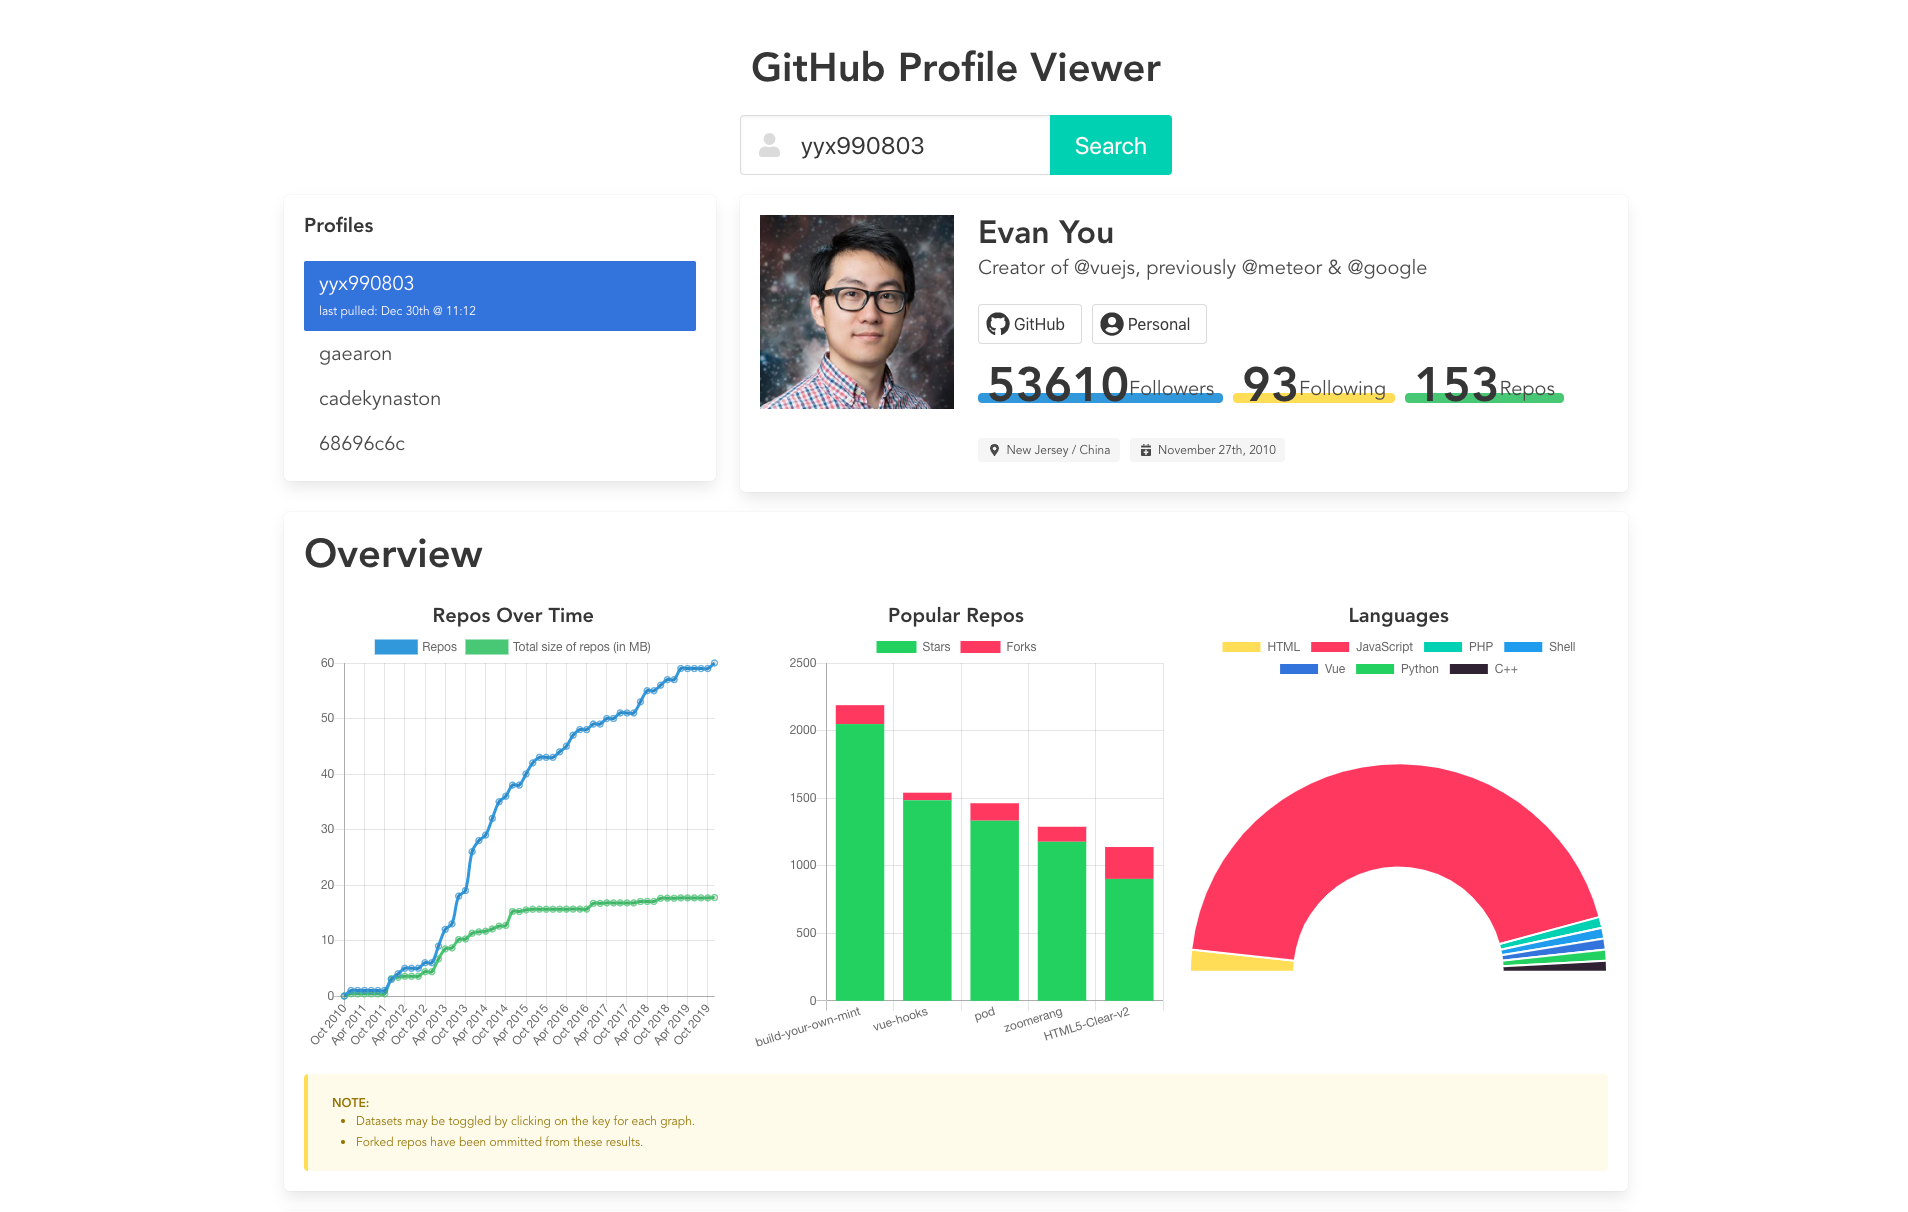 GitHub Profile Viewer
yyx990803
Search
Profiles
yyx990803
last pulled: Dec 30th @ 11:12
gaearon
cadekynaston
68696c6c
Evan You
Creator of @vuejs, previously @meteor & @google
GitHub Personal
53610 Followers 93 Following 153 Repos
New Jersey / China November 27th, 2010
Overview
Repos Over Time
Repos Total size of repos (in MB)
60
50
40
30
20
10
0
Oct 2010 Apr 2011 Oct 2011 Apr 2012 Oct 2012 Apr 2013 Oct 2013 Apr 2014 Oct 2014 Apr 2015 Oct 2015 Apr 2016 Oct 2016 Apr 2017 Oct 2017 Apr 2018 Oct 2018 Apr 2019 Oct 2019
Popular Repos
Stars Forks
2500
2000
1500
1000
500
0
build-your-own-mint vue-hooks pod zoomerang HTML5-Clear-v2
Languages
HTML JavaScript PHP Shell
Vue Python C++
NOTE:
• Datasets may be toggled by clicking on the key for each graph.
• Forked repos have been ommitted from these results.